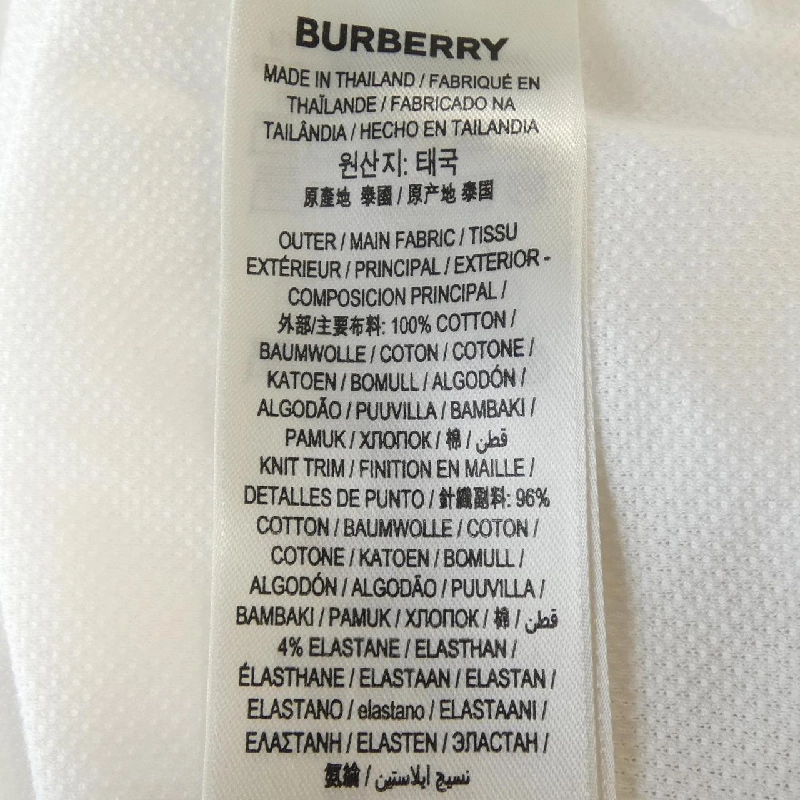 BURBERRY
MADE IN THAILAND / FABRIQUÉ EN
THAÏLANDE / FABRICADO NA
TAILÂNDIA / HECHO EN TAILANDIA
원산지: 태국
原產地 泰國 / 原产地 泰国
OUTER / MAIN FABRIC / TISSU
EXTÉRIEUR / PRINCIPAL / EXTERIOR -
COMPOSICION PRINCIPAL /
外部/主要布料: 100% COTTON /
BAUMWOLLE / COTON / COTONE /
KATOEN / BOMULL / ALGODÓN /
ALGODÃO / PUUVILLA / BAMBAKI /
PAMUK / ХЛОПОК / 棉 / قطن
KNIT TRIM / FINITION EN MAILLE /
DETALLES DE PUNTO / 針織副料: 96%
COTTON / BAUMWOLLE / COTON /
COTONE / KATOEN / BOMULL /
ALGODÓN / ALGODÃO / PUUVILLA /
BAMBAKI / PAMUK / ХЛОПОК / 棉 / قطن
4% ELASTANE / ELASTHAN /
ÉLASTHANE / ELASTAAN / ELASTAN /
ELASTANO / elastano / ELASTAANI /
ΕΛΑΣΤΑΝΗ / ELASTEN / ЭЛАСТАН /
氨綸 / نسيج ايلاستين